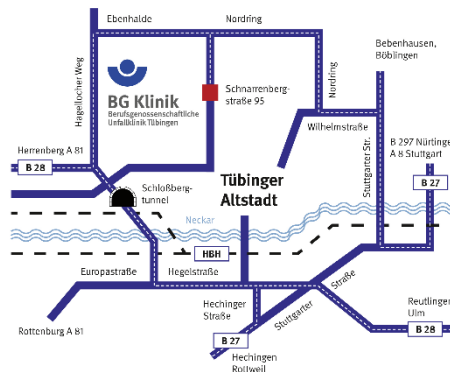 Ebenhalde
Nordring
Bebenhausen,
Böblingen
Hagellocher Weg
Nordring
BG Klinik
Berufsgenossenschaftliche
Unfallklinik Tübingen
Schnarrenberg-
straße 95
Wilhelmstraße
Stuttgarter Str.
B 297 Nürtinge
A 8 Stuttgart
Herrenberg A 81
B 28
B 27
Schloßberg-
tunnel
Tübinger
Altstadt
Neckar
HBH
Europastraße
Hegelstraße
Hechinger
Straße
Stuttgarter
Straße
Reutlinger
Ulm
B 28
Rottenburg A 81
B 27
Hechingen
Rottweil